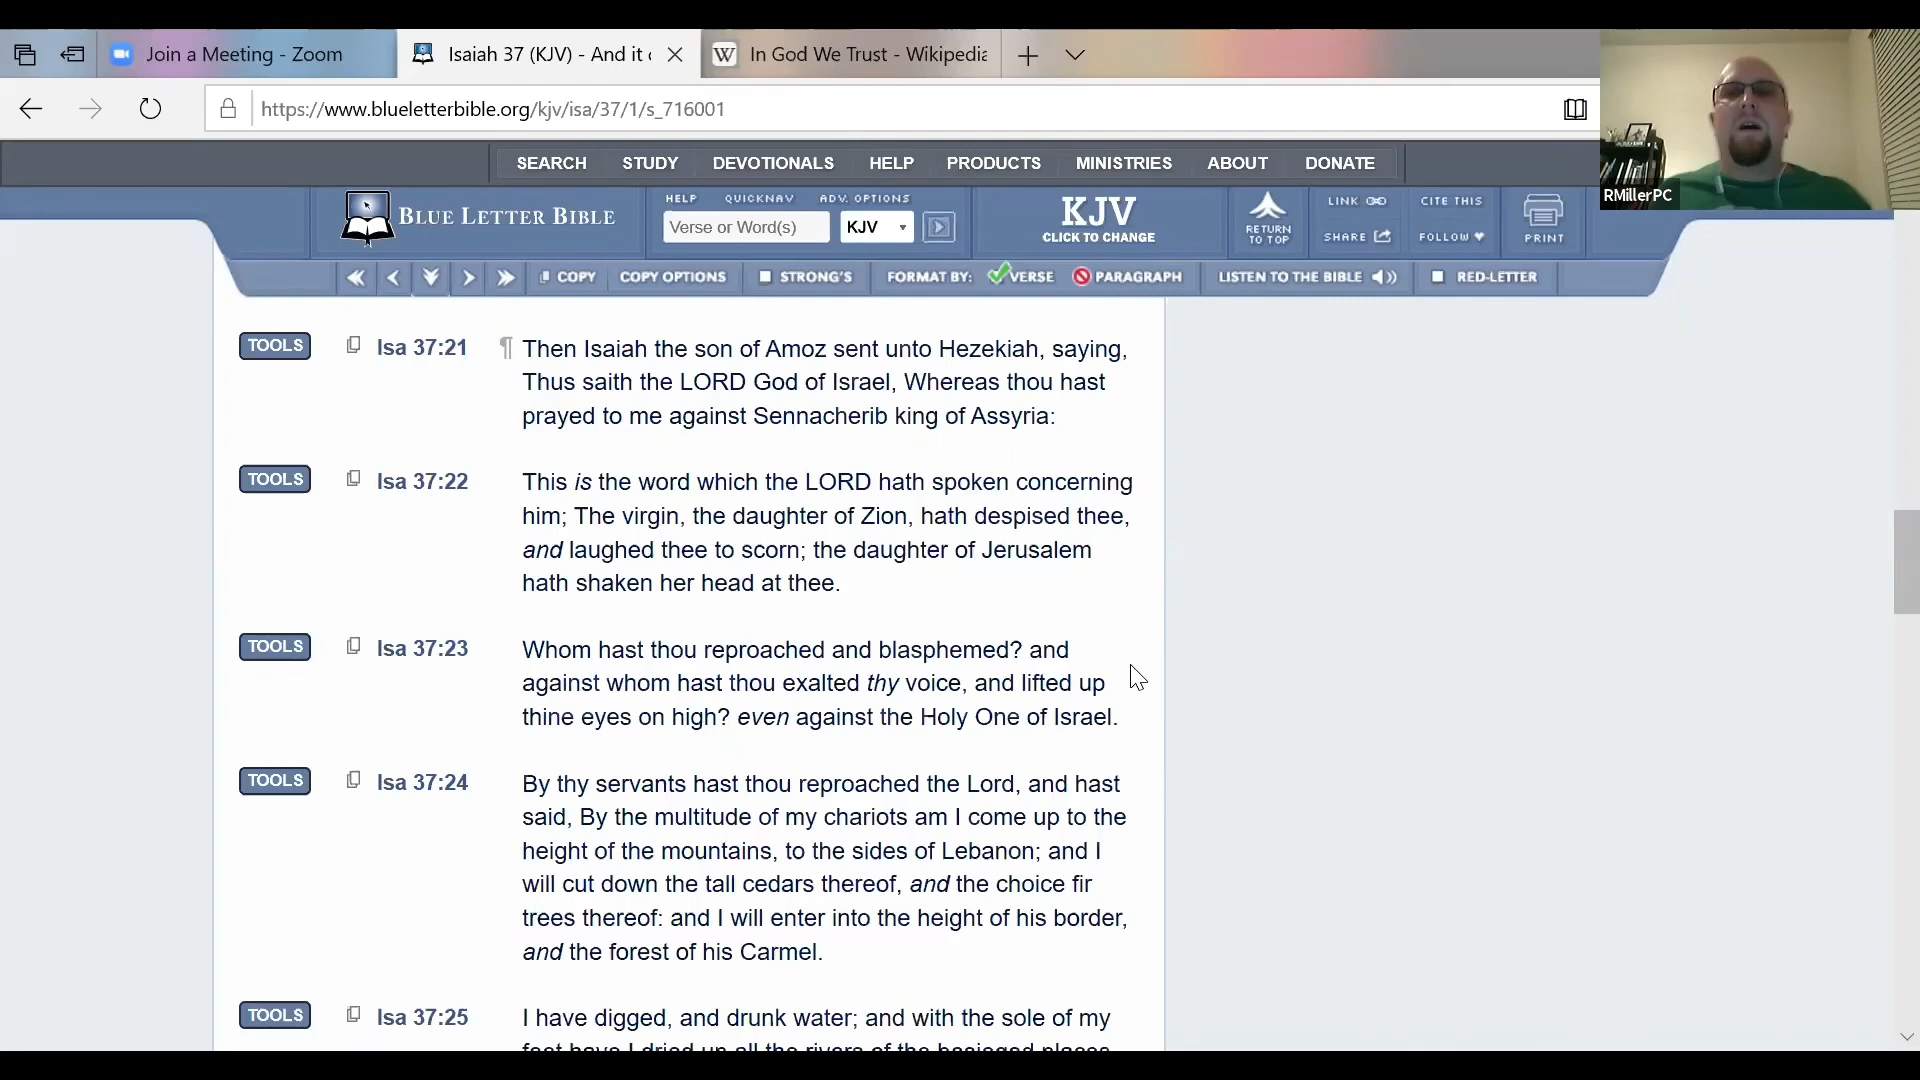 Join a Meeting - Zoom
Isaiah 37 (KJV) - And it c
In God We Trust - Wikipedia
https://www.blueletterbible.org/kjv/isa/37/1/s_716001
RMillerPC
SEARCH STUDY DEVOTIONALS HELP PRODUCTS MINISTRIES ABOUT DONATE
BLUE LETTER BIBLE
HELP QUICKNAV ADV. OPTIONS
Verse or Word(s)
KJV
KJV
CLICK TO CHANGE
RETURN
TO TOP
LINK
SHARE
CITE THIS
FOLLOW
PRINT
COPY COPY OPTIONS STRONG'S FORMAT BY: VERSE PARAGRAPH LISTEN TO THE BIBLE RED-LETTER
TOOLS Isa 37:21 ¶ Then Isaiah the son of Amoz sent unto Hezekiah, saying,
Thus saith the LORD God of Israel, Whereas thou hast
prayed to me against Sennacherib king of Assyria:
TOOLS Isa 37:22 This is the word which the LORD hath spoken concerning
him; The virgin, the daughter of Zion, hath despised thee,
and laughed thee to scorn; the daughter of Jerusalem
hath shaken her head at thee.
TOOLS Isa 37:23 Whom hast thou reproached and blasphemed? and
against whom hast thou exalted thy voice, and lifted up
thine eyes on high? even against the Holy One of Israel.
TOOLS Isa 37:24 By thy servants hast thou reproached the Lord, and hast
said, By the multitude of my chariots am I come up to the
height of the mountains, to the sides of Lebanon; and I
will cut down the tall cedars thereof, and the choice fir
trees thereof: and I will enter into the height of his border,
and the forest of his Carmel.
TOOLS Isa 37:25 I have digged, and drunk water; and with the sole of my
feet have I dried up all the rivers of the besieged places.